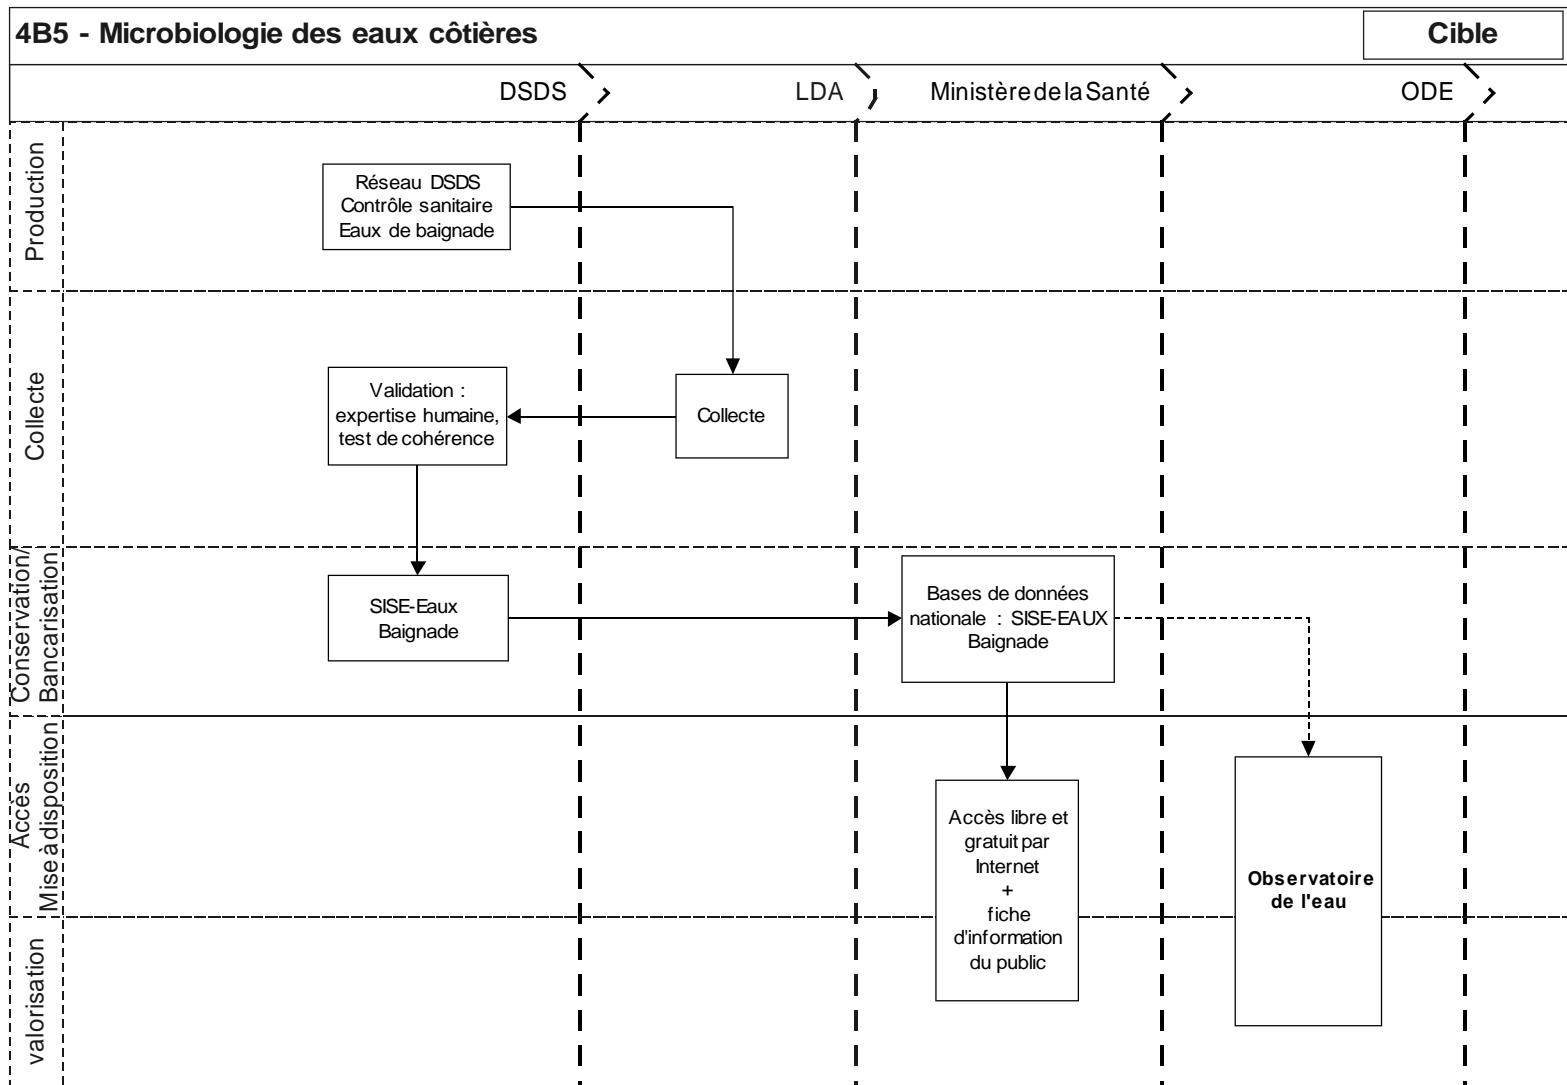 4B5 - Microbiologie des eaux côtières
Cible
DSDS
LDA
Ministère de la Santé
ODE
Production
Réseau DSDS
Contrôle sanitaire
Eaux de baignade
Collecte
Validation :
expertise humaine,
test de cohérence
Collecte
Conservation/
Bancarisation
SISE-Eaux
Baignade
Bases de données
nationale : SISE-EAUX
Baignade
Accès
Mise à disposition
Accès libre et
gratuit par
Internet
+
fiche
d'information
du public
Observatoire
de l'eau
valorisation